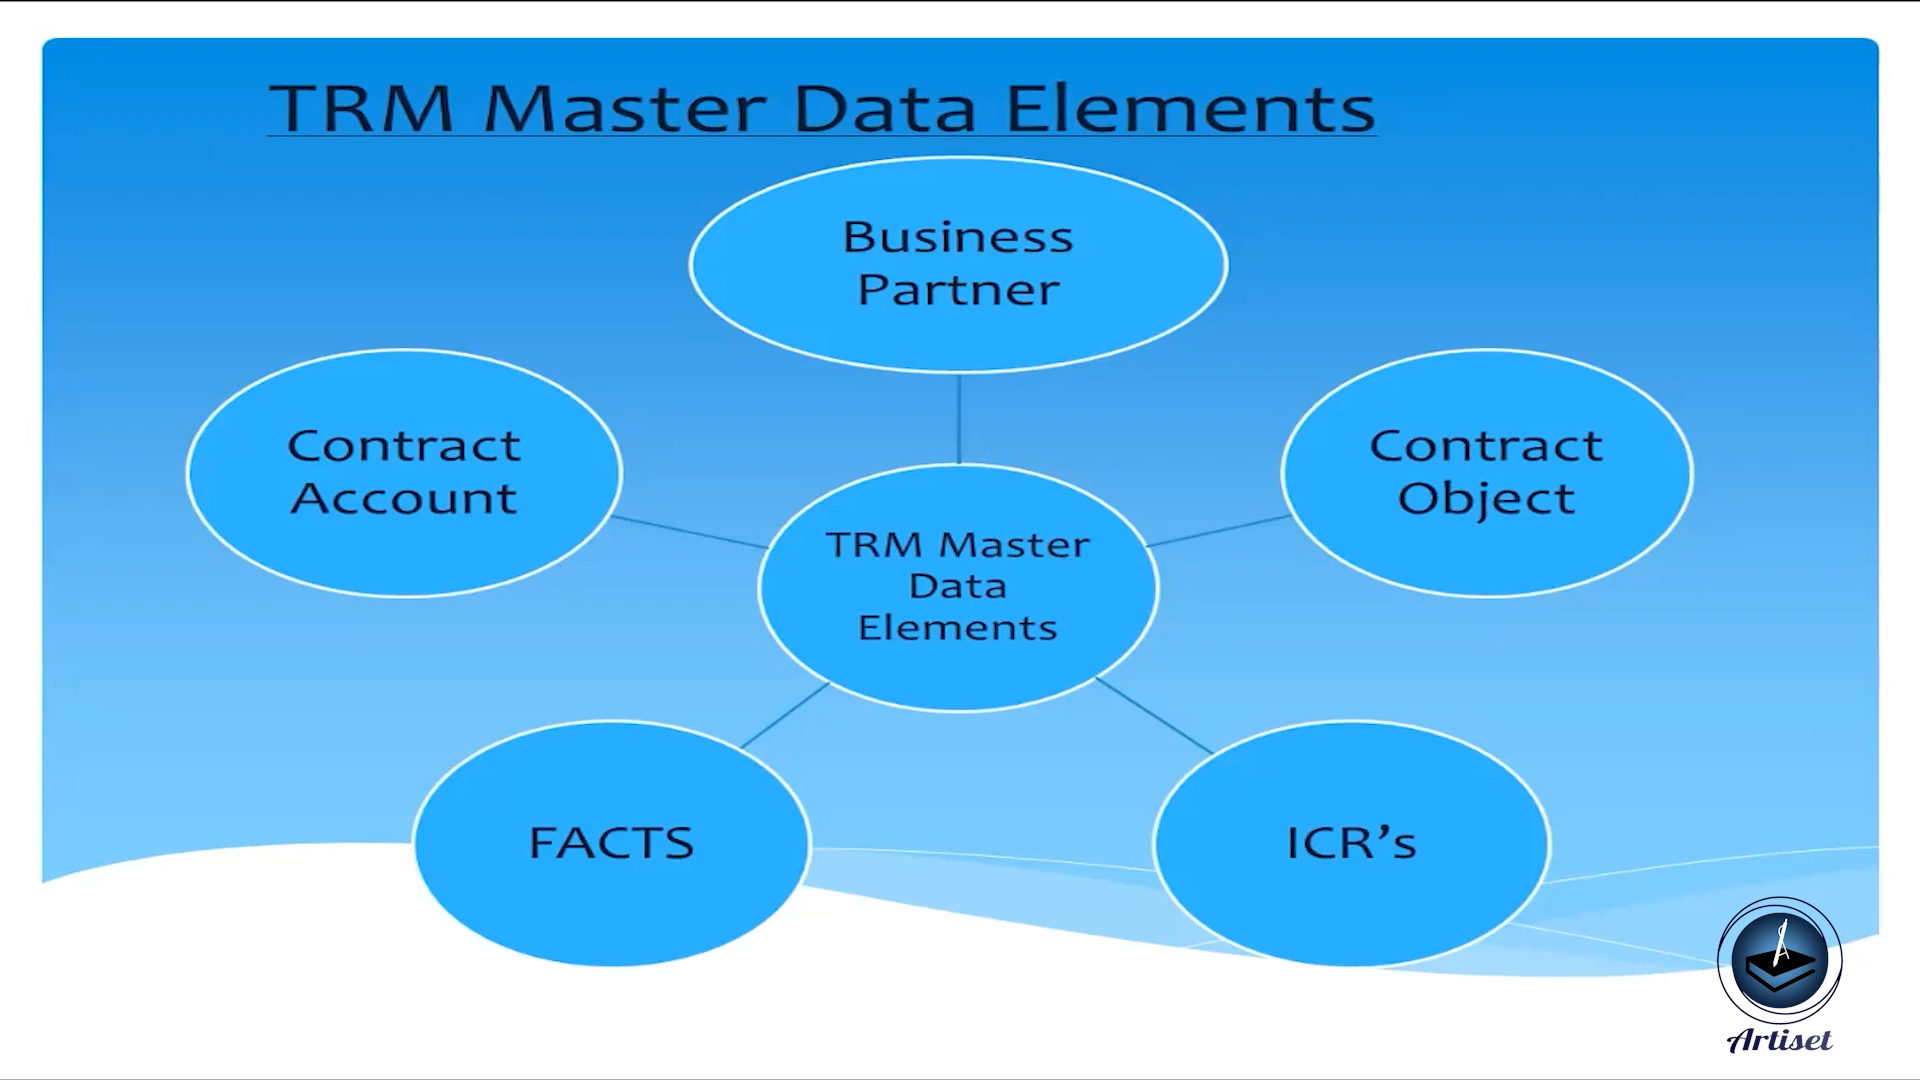 TRM Master Data Elements
Business
Partner
Contract
Account
Contract
Object
TRM Master
Data
Elements
FACTS
ICR’s
Artiset